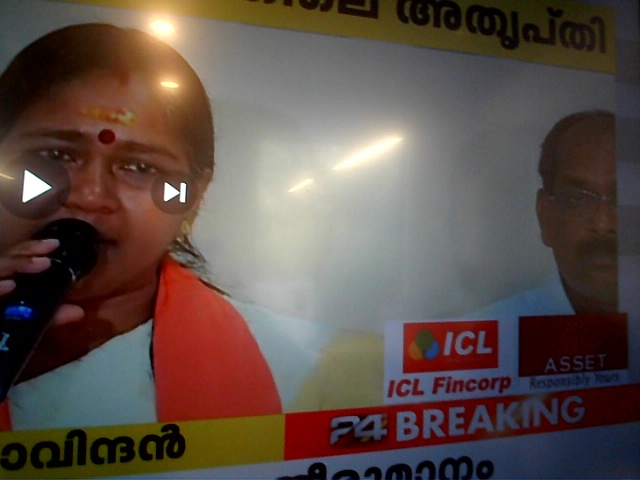 അതൃപ്തി
ICL
ICL Fincorp
ASSET
Responsibly Yours
24 BREAKING
ാവിന്ദൻ
തീരുമാനം